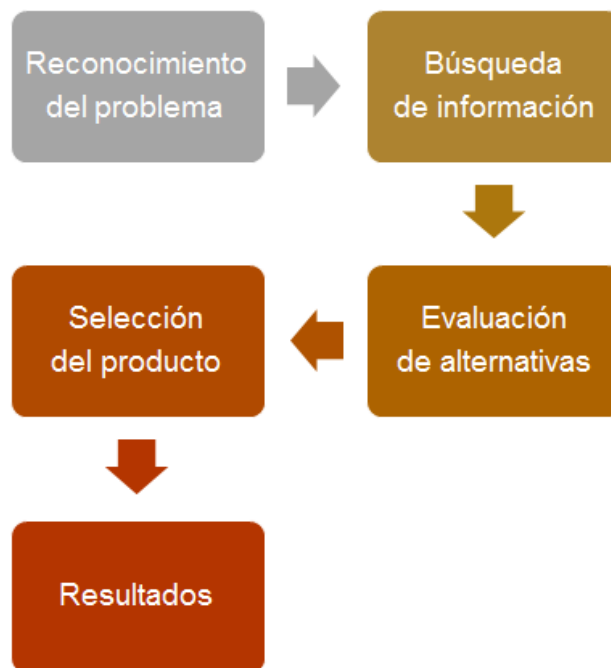 Reconocimiento
del problema
Búsqueda
de información
Evaluación
de alternativas
Selección
del producto
Resultados